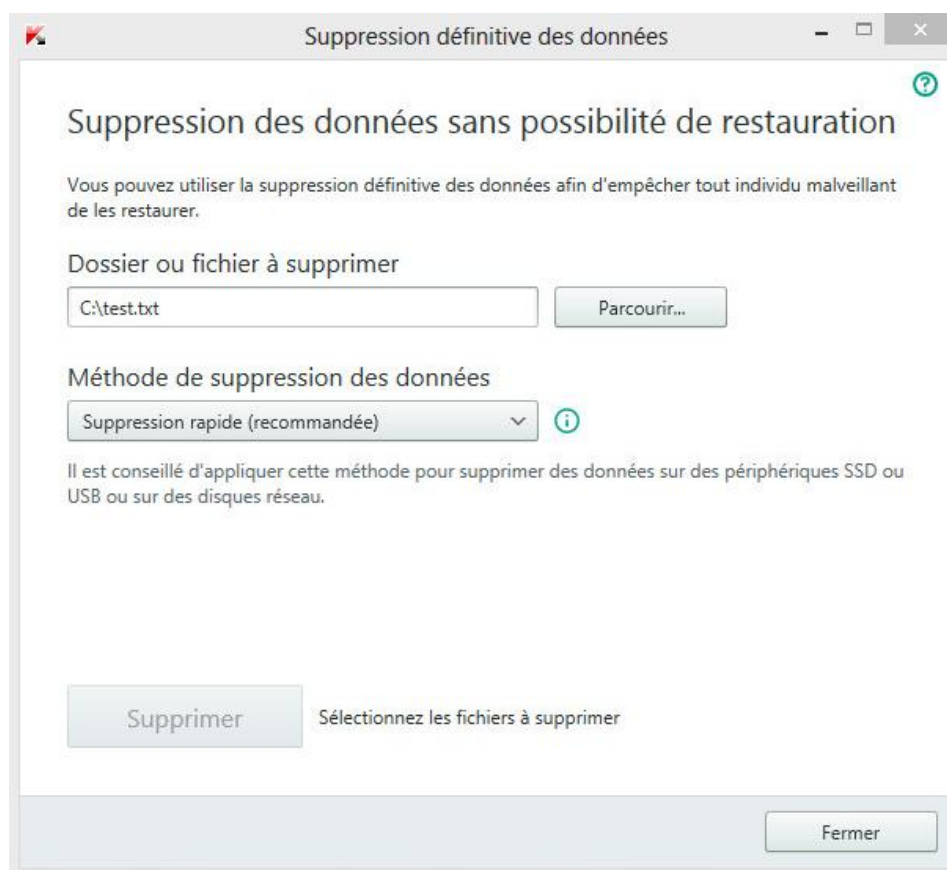 Suppression définitive des données
Suppression des données sans possibilité de restauration
Vous pouvez utiliser la suppression définitive des données afin d'empêcher tout individu malveillant
de les restaurer.
Dossier ou fichier à supprimer
C:\test.txt
Parcourir...
Méthode de suppression des données
Suppression rapide (recommandée)
Il est conseillé d'appliquer cette méthode pour supprimer des données sur des périphériques SSD ou
USB ou sur des disques réseau.
Supprimer
Sélectionnez les fichiers à supprimer
Fermer